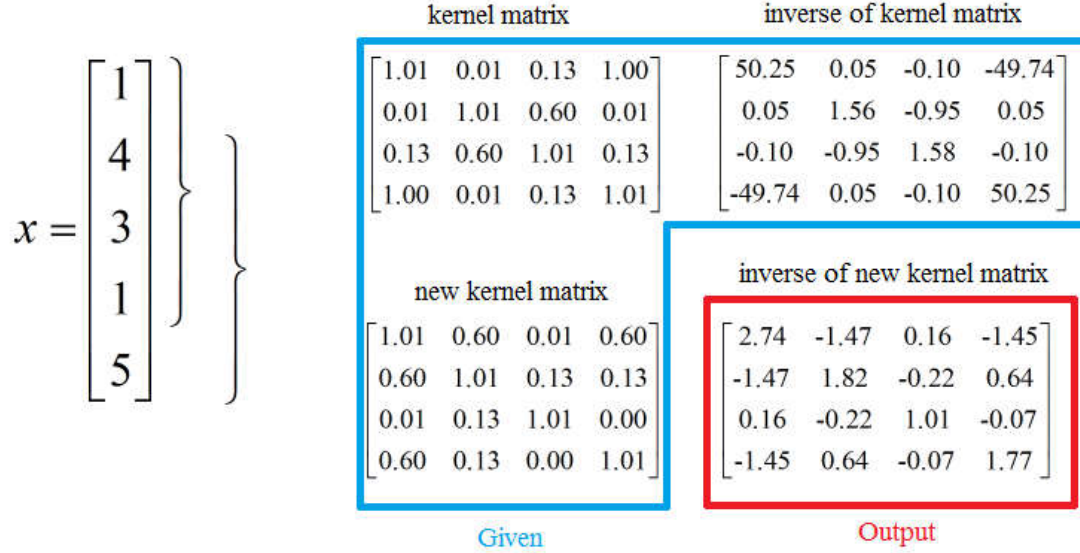 kernel matrix
inverse of kernel matrix
x =
1
4
3
1
5
1.01 0.01 0.13 1.00
0.01 1.01 0.60 0.01
0.13 0.60 1.01 0.13
1.00 0.01 0.13 1.01
50.25 0.05 -0.10 -49.74
0.05 1.56 -0.95 0.05
-0.10 -0.95 1.58 -0.10
-49.74 0.05 -0.10 50.25
new kernel matrix
inverse of new kernel matrix
1.01 0.60 0.01 0.60
0.60 1.01 0.13 0.13
0.01 0.13 1.01 0.00
0.60 0.13 0.00 1.01
2.74 -1.47 0.16 -1.45
-1.47 1.82 -0.22 0.64
0.16 -0.22 1.01 -0.07
-1.45 0.64 -0.07 1.77
Given
Output